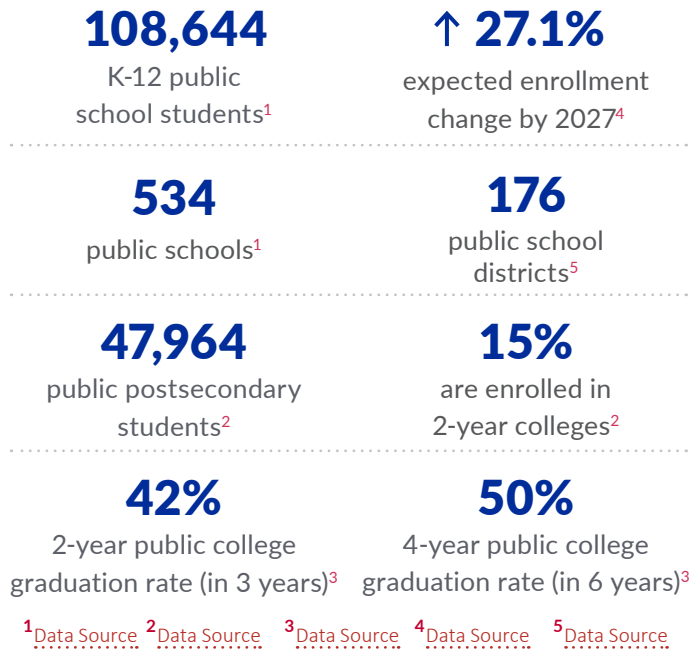 108,644
K-12 public
school students1
↑ 27.1%
expected enrollment
change by 20274
534
public schools1
176
public school
districts5
47,964
public postsecondary
students2
15%
are enrolled in
2-year colleges2
42%
2-year public college
graduation rate (in 3 years)3
50%
4-year public college
graduation rate (in 6 years)3
1Data Source 2Data Source 3Data Source 4Data Source 5Data Source